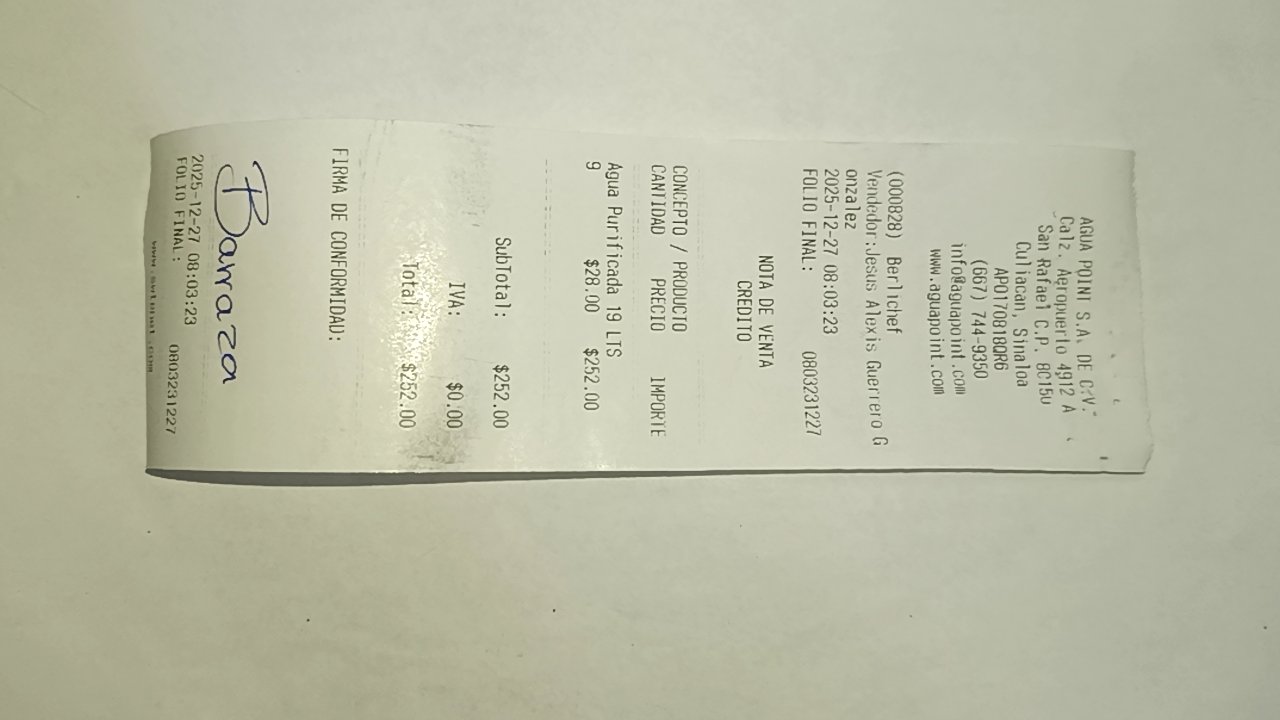 AGUA POINT S.A. DE C.V.
Calz. Aeropuerto 4912 A
San Rafael C.P. 80150
Culiacan, Sinaloa
APO170818QR6
(667) 744-9350
info@aguapoint.com
www.aguapoint.com
(000828) Berlichef
Vendedor:Jesus Alexis Guerrero G
onzalez
2025-12-27 08:03:23
FOLIO FINAL: 0803231227
NOTA DE VENTA
CREDITO
CONCEPTO / PRODUCTO
CANTIDAD PRECIO IMPORTE
Agua Purificada 19 LTS
9 $28.00 $252.00
SubTotal: $252.00
IVA: $0.00
Total: $252.00
FIRMA DE CONFORMIDAD:
Barraza
2025-12-27 08:03:23
FOLIO FINAL: 0803231227